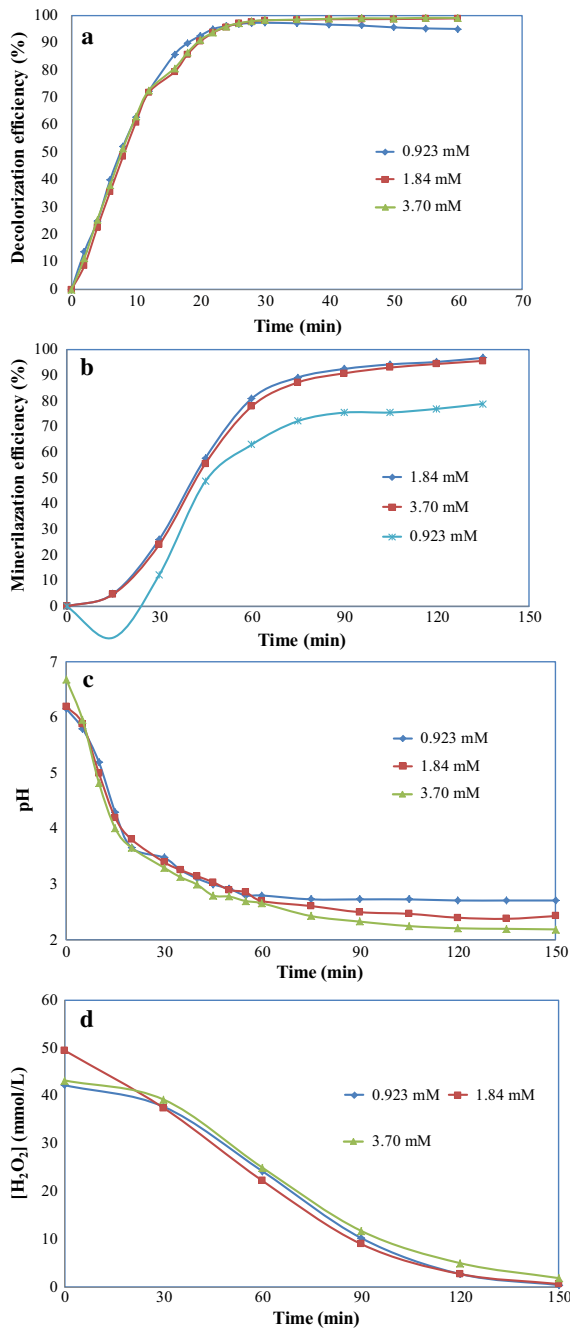 a
Decolorization efficiency (%)
100
90
80
70
60
50
40
30
20
10
0
0 10 20 30 40 50 60 70
Time (min)
0.923 mM
1.84 mM
3.70 mM
b
Minerilazation efficiency (%)
100
90
80
70
60
50
40
30
20
10
0
0 30 60 90 120 150
Time (min)
1.84 mM
3.70 mM
0.923 mM
c
pH
7
6
5
4
3
2
0 30 60 90 120 150
Time (min)
0.923 mM
1.84 mM
3.70 mM
d
[H₂O₂] (mmol/L)
60
50
40
30
20
10
0
0 30 60 90 120 150
Time (min)
0.923 mM 1.84 mM
3.70 mM